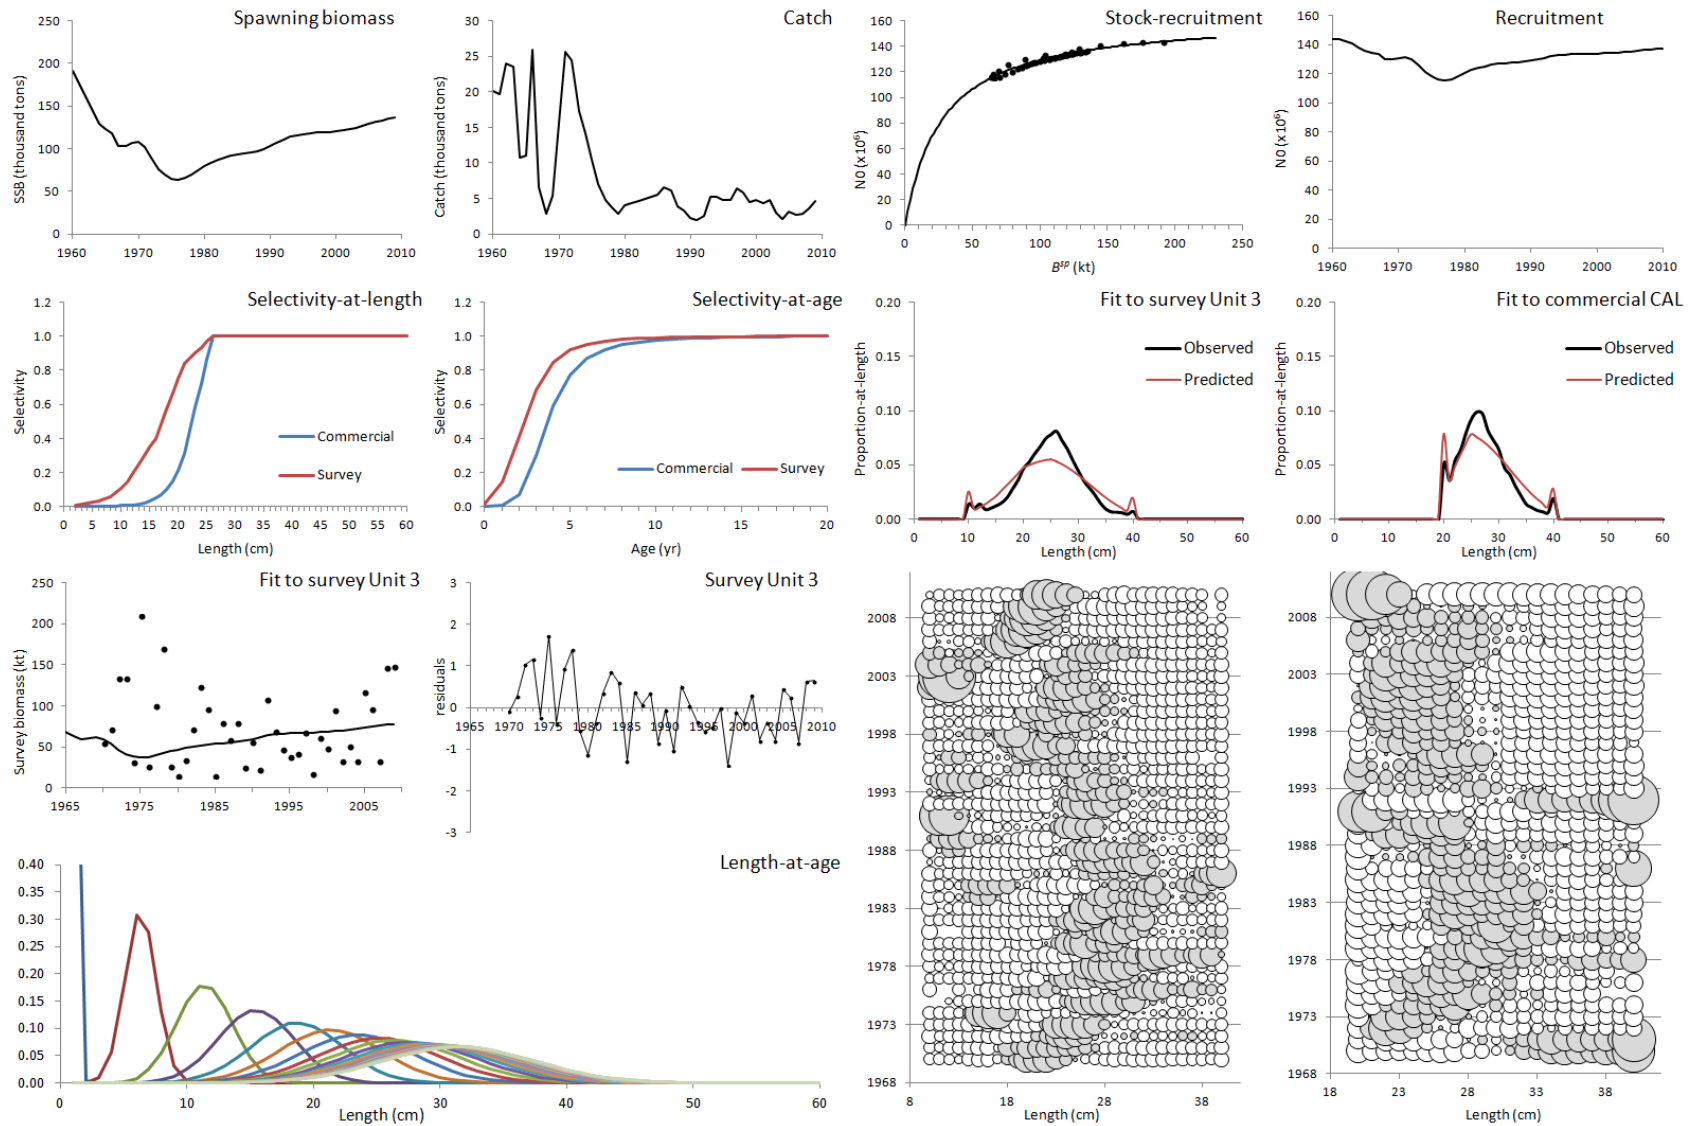 Spawning biomass
SSB (thousand tons)
250
200
150
100
50
0
1960 1970 1980 1990 2000 2010
Catch
Catch (thousand tons)
30
25
20
15
10
5
0
1960 1970 1980 1990 2000 2010
Stock-recruitment
N0 (x10⁶)
160
140
120
100
80
60
40
20
0
0 50 100 150 200 250
Bˢᵖ (kt)
Recruitment
N0 (x10⁶)
160
140
120
100
80
60
40
20
0
1960 1970 1980 1990 2000 2010
Selectivity-at-length
Selectivity
1.2
1.0
0.8
0.6
0.4
0.2
0.0
Commercial
Survey
0 5 10 15 20 25 30 35 40 45 50 55 60
Length (cm)
Selectivity-at-age
Selectivity
1.2
1.0
0.8
0.6
0.4
0.2
0.0
Commercial Survey
0 5 10 15 20
Age (yr)
Fit to survey Unit 3
Proportion-at-length
0.20
0.15
0.10
0.05
0.00
Observed
Predicted
0 10 20 30 40 50 60
Length (cm)
Fit to commercial CAL
Proportion-at-length
0.20
0.15
0.10
0.05
0.00
Observed
Predicted
0 10 20 30 40 50 60
Length (cm)
Fit to survey Unit 3
Survey biomass (kt)
250
200
150
100
50
0
1965 1975 1985 1995 2005
Survey Unit 3
residuals
3
2
1
0
-1
-2
-3
1965 1970 1975 1980 1985 1990 1995 2000 2005 2010
2008
2003
1998
1993
1988
1983
1978
1973
1968
8 18 28 38
Length (cm)
2008
2003
1998
1993
1988
1983
1978
1973
1968
18 23 28 33 38
Length (cm)
Length-at-age
0.40
0.35
0.30
0.25
0.20
0.15
0.10
0.05
0.00
0 10 20 30 40 50 60
Length (cm)